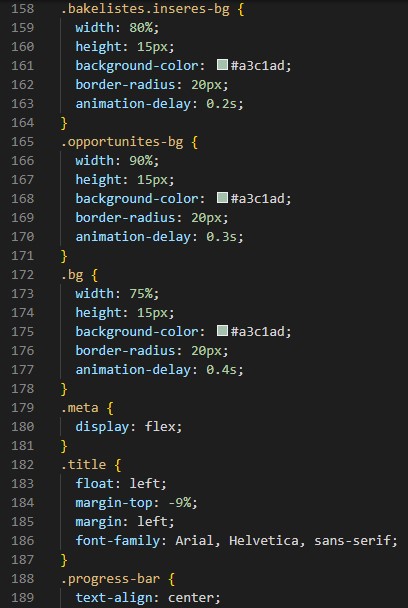 158 .bakelistes.inseres-bg {
159 width: 80%;
160 height: 15px;
161 background-color: #a3c1ad;
162 border-radius: 20px;
163 animation-delay: 0.2s;
164 }
165 .opportunites-bg {
166 width: 90%;
167 height: 15px;
168 background-color: #a3c1ad;
169 border-radius: 20px;
170 animation-delay: 0.3s;
171 }
172 .bg {
173 width: 75%;
174 height: 15px;
175 background-color: #a3c1ad;
176 border-radius: 20px;
177 animation-delay: 0.4s;
178 }
179 .meta {
180 display: flex;
181 }
182 .title {
183 float: left;
184 margin-top: -9%;
185 margin: left;
186 font-family: Arial, Helvetica, sans-serif;
187 }
188 .progress-bar {
189 text-align: center;